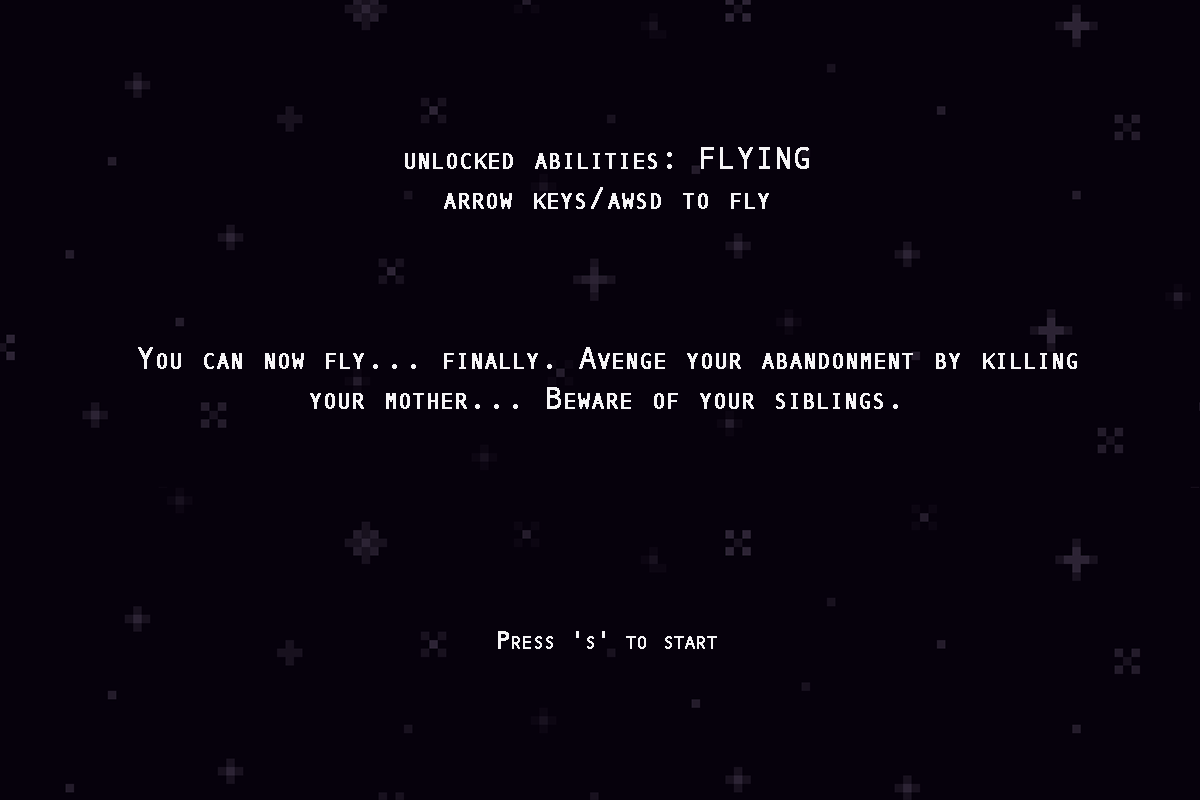 unlocked abilities: FLYING
arrow keys/awsd to fly
You can now fly... finally. Avenge your abandonment by killing
your mother... Beware of your siblings.
Press 's' to start